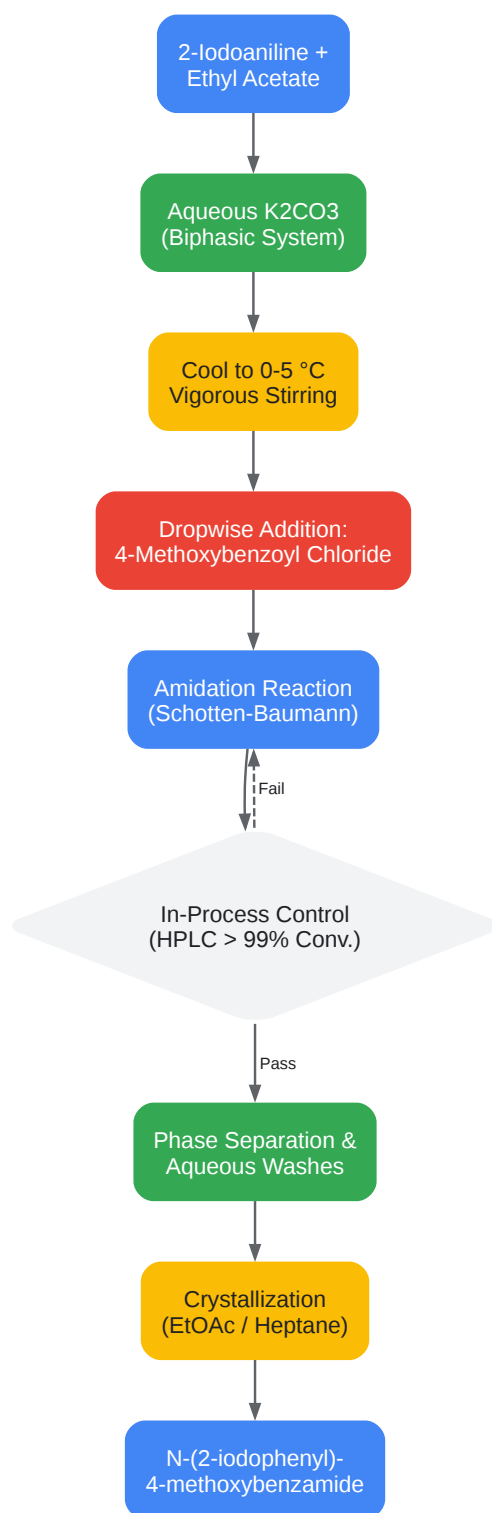 2-Iodoaniline +
Ethyl Acetate
Aqueous K2CO3
(Biphasic System)
Cool to 0-5 °C
Vigorous Stirring
Dropwise Addition:
4-Methoxybenzoyl Chloride
Amidation Reaction
(Schotten-Baumann)
Fail
In-Process Control
(HPLC > 99% Conv.)
Pass
Phase Separation &
Aqueous Washes
Crystallization
(EtOAc / Heptane)
N-(2-iodophenyl)-
4-methoxybenzamide